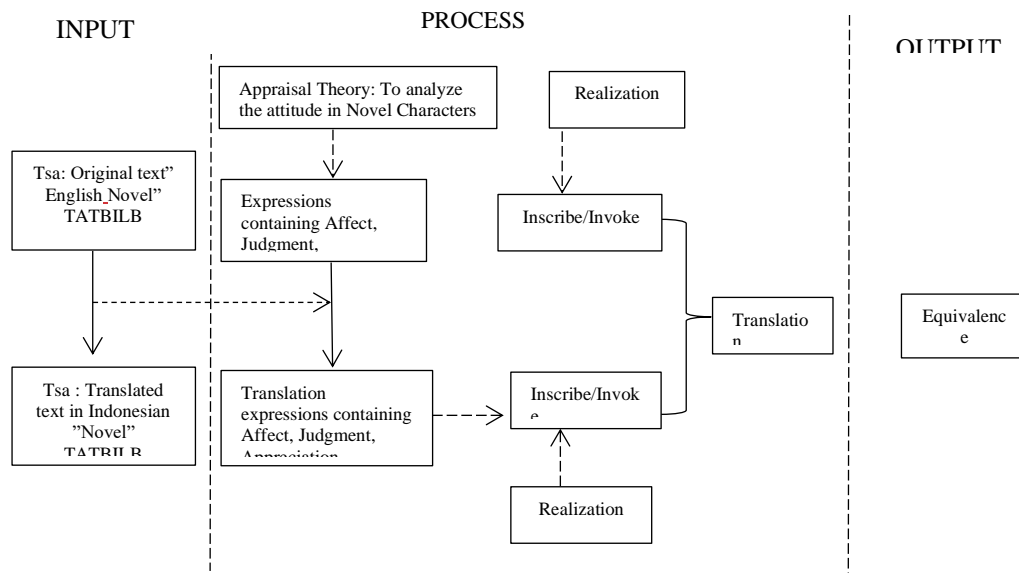 INPUT
PROCESS
OUTPUT
Appraisal Theory: To analyze
the attitude in Novel Characters
Realization
Tsa: Original text”
English Novel”
TATBILB
Expressions
containing Affect,
Judgment,
Inscribe/Invoke
Translatio
n
Equivalenc
e
Tsa : Translated
text in Indonesian
”Novel”
TATBILB
Translation
expressions containing
Affect, Judgment,
Appreciation
Inscribe/Invok
e
Realization